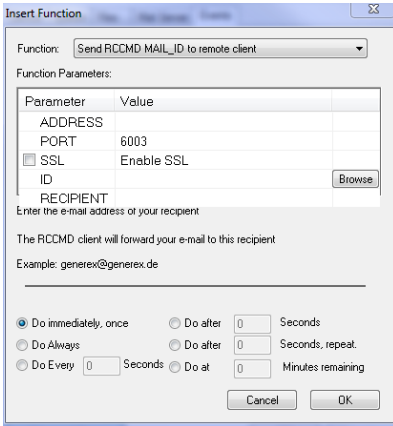 Insert Function
Function: Send RCCMD MAIL_ID to remote client
Function Parameters:
Parameter Value
ADDRESS
PORT 6003
SSL Enable SSL
ID Browse
RECIPIENT
Enter the e-mail address of your recipient
The RCCMD client will forward your e-mail to this recipient
Example: generex@generex.de
Do immediately, once Do after 0 Seconds
Do Always Do after 0 Seconds, repeat.
Do Every 0 Seconds Do at 0 Minutes remaining
Cancel OK